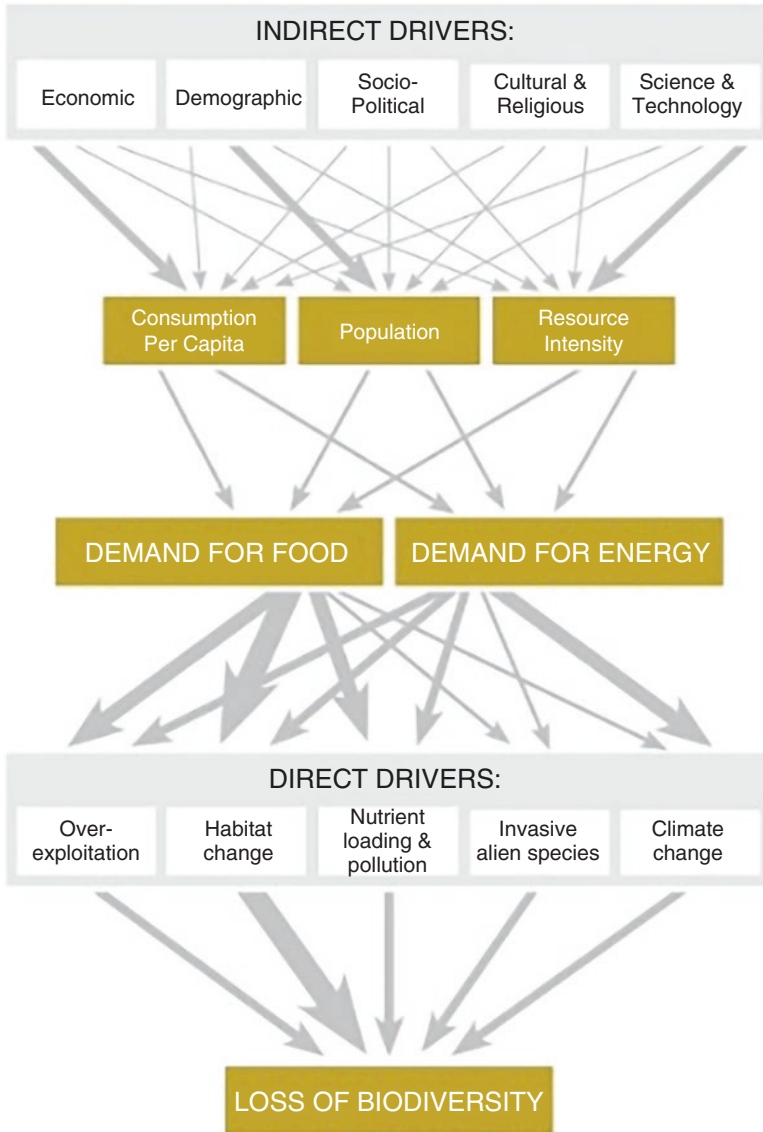 INDIRECT DRIVERS:
Economic
Demographic
Socio-
Political
Cultural &
Religious
Science &
Technology
Consumption
Per Capita
Population
Resource
Intensity
DEMAND FOR FOOD
DEMAND FOR ENERGY
DIRECT DRIVERS:
Over-
exploitation
Habitat
change
Nutrient
loading &
pollution
Invasive
alien species
Climate
change
LOSS OF BIODIVERSITY